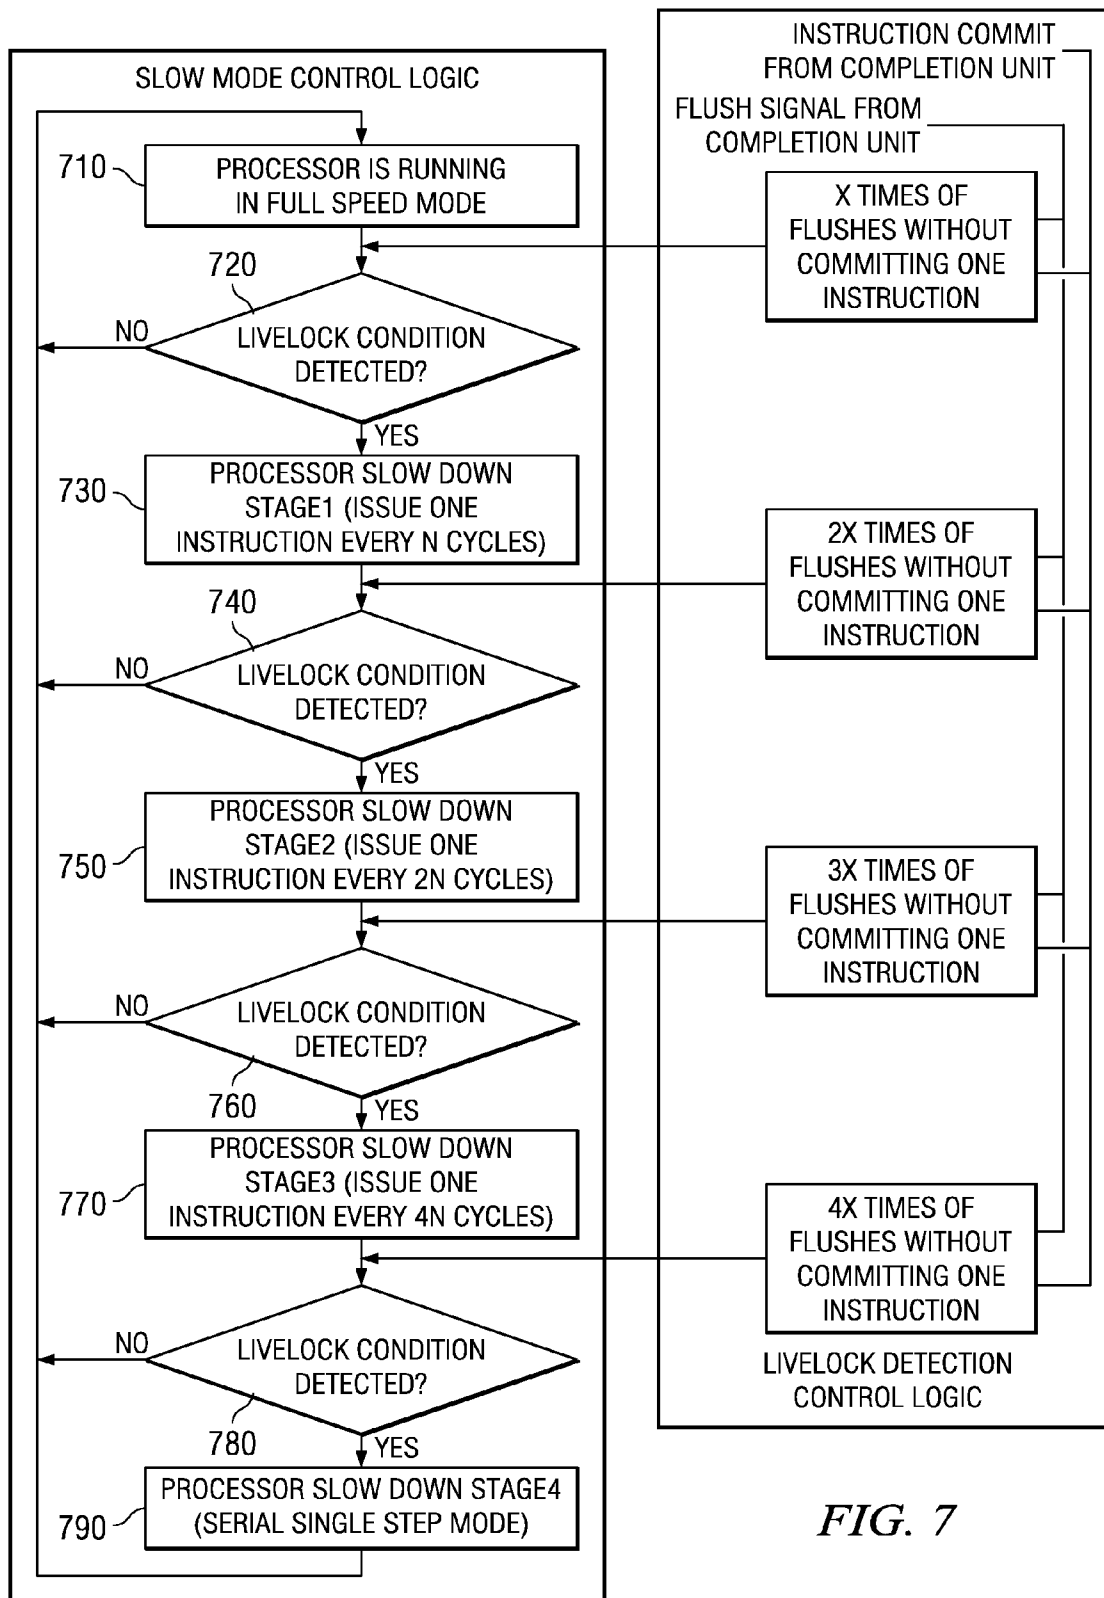 SLOW MODE CONTROL LOGIC
710
PROCESSOR IS RUNNING
IN FULL SPEED MODE
720
NO
LIVELOCK CONDITION
DETECTED?
YES
730
PROCESSOR SLOW DOWN
STAGE1 (ISSUE ONE
INSTRUCTION EVERY N CYCLES)
740
NO
LIVELOCK CONDITION
DETECTED?
YES
750
PROCESSOR SLOW DOWN
STAGE2 (ISSUE ONE
INSTRUCTION EVERY 2N CYCLES)
NO
LIVELOCK CONDITION
DETECTED?
760
YES
770
PROCESSOR SLOW DOWN
STAGE3 (ISSUE ONE
INSTRUCTION EVERY 4N CYCLES)
NO
LIVELOCK CONDITION
DETECTED?
780
YES
790
PROCESSOR SLOW DOWN STAGE4
(SERIAL SINGLE STEP MODE)
INSTRUCTION COMMIT
FROM COMPLETION UNIT
FLUSH SIGNAL FROM
COMPLETION UNIT
X TIMES OF
FLUSHES WITHOUT
COMMITTING ONE
INSTRUCTION
2X TIMES OF
FLUSHES WITHOUT
COMMITTING ONE
INSTRUCTION
3X TIMES OF
FLUSHES WITHOUT
COMMITTING ONE
INSTRUCTION
4X TIMES OF
FLUSHES WITHOUT
COMMITTING ONE
INSTRUCTION
LIVELOCK DETECTION
CONTROL LOGIC
FIG. 7